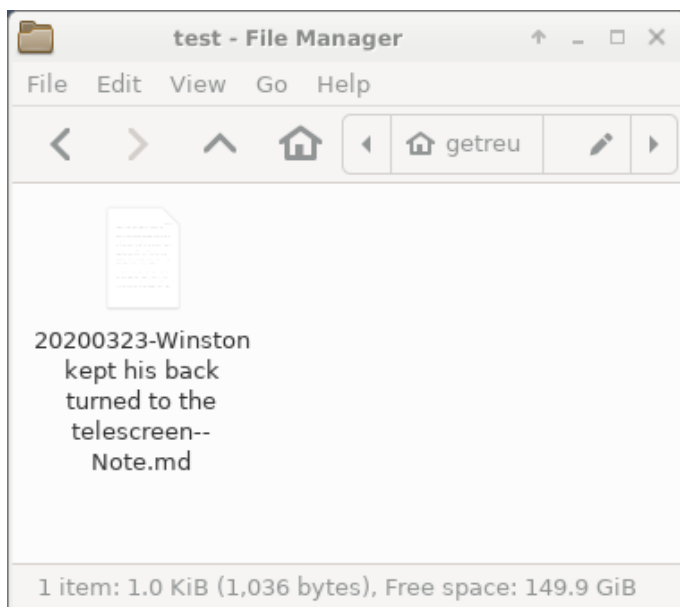 test - File Manager
File Edit View Go Help
getreu
20200323-Winston
kept his back
turned to the
telescreen--
Note.md
1 item: 1.0 KiB (1,036 bytes), Free space: 149.9 GiB